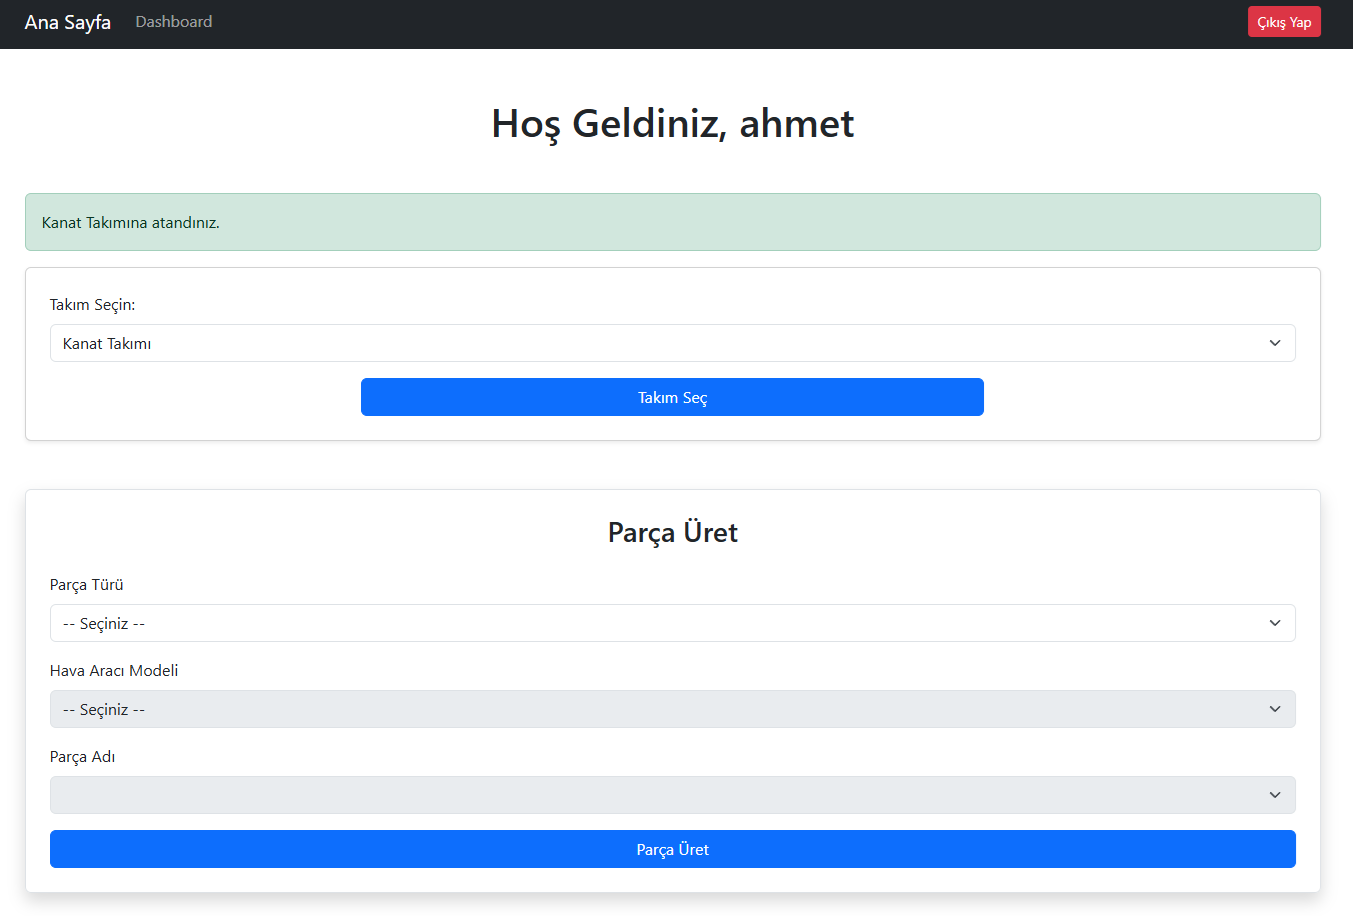 Ana Sayfa Dashboard Çıkış Yap
Hoş Geldiniz, ahmet
Kanat Takımına atandınız.
Takım Seçin:
Kanat Takımı
Takım Seç
Parça Üret
Parça Türü
-- Seçiniz --
Hava Aracı Modeli
-- Seçiniz --
Parça Adı
Parça Üret